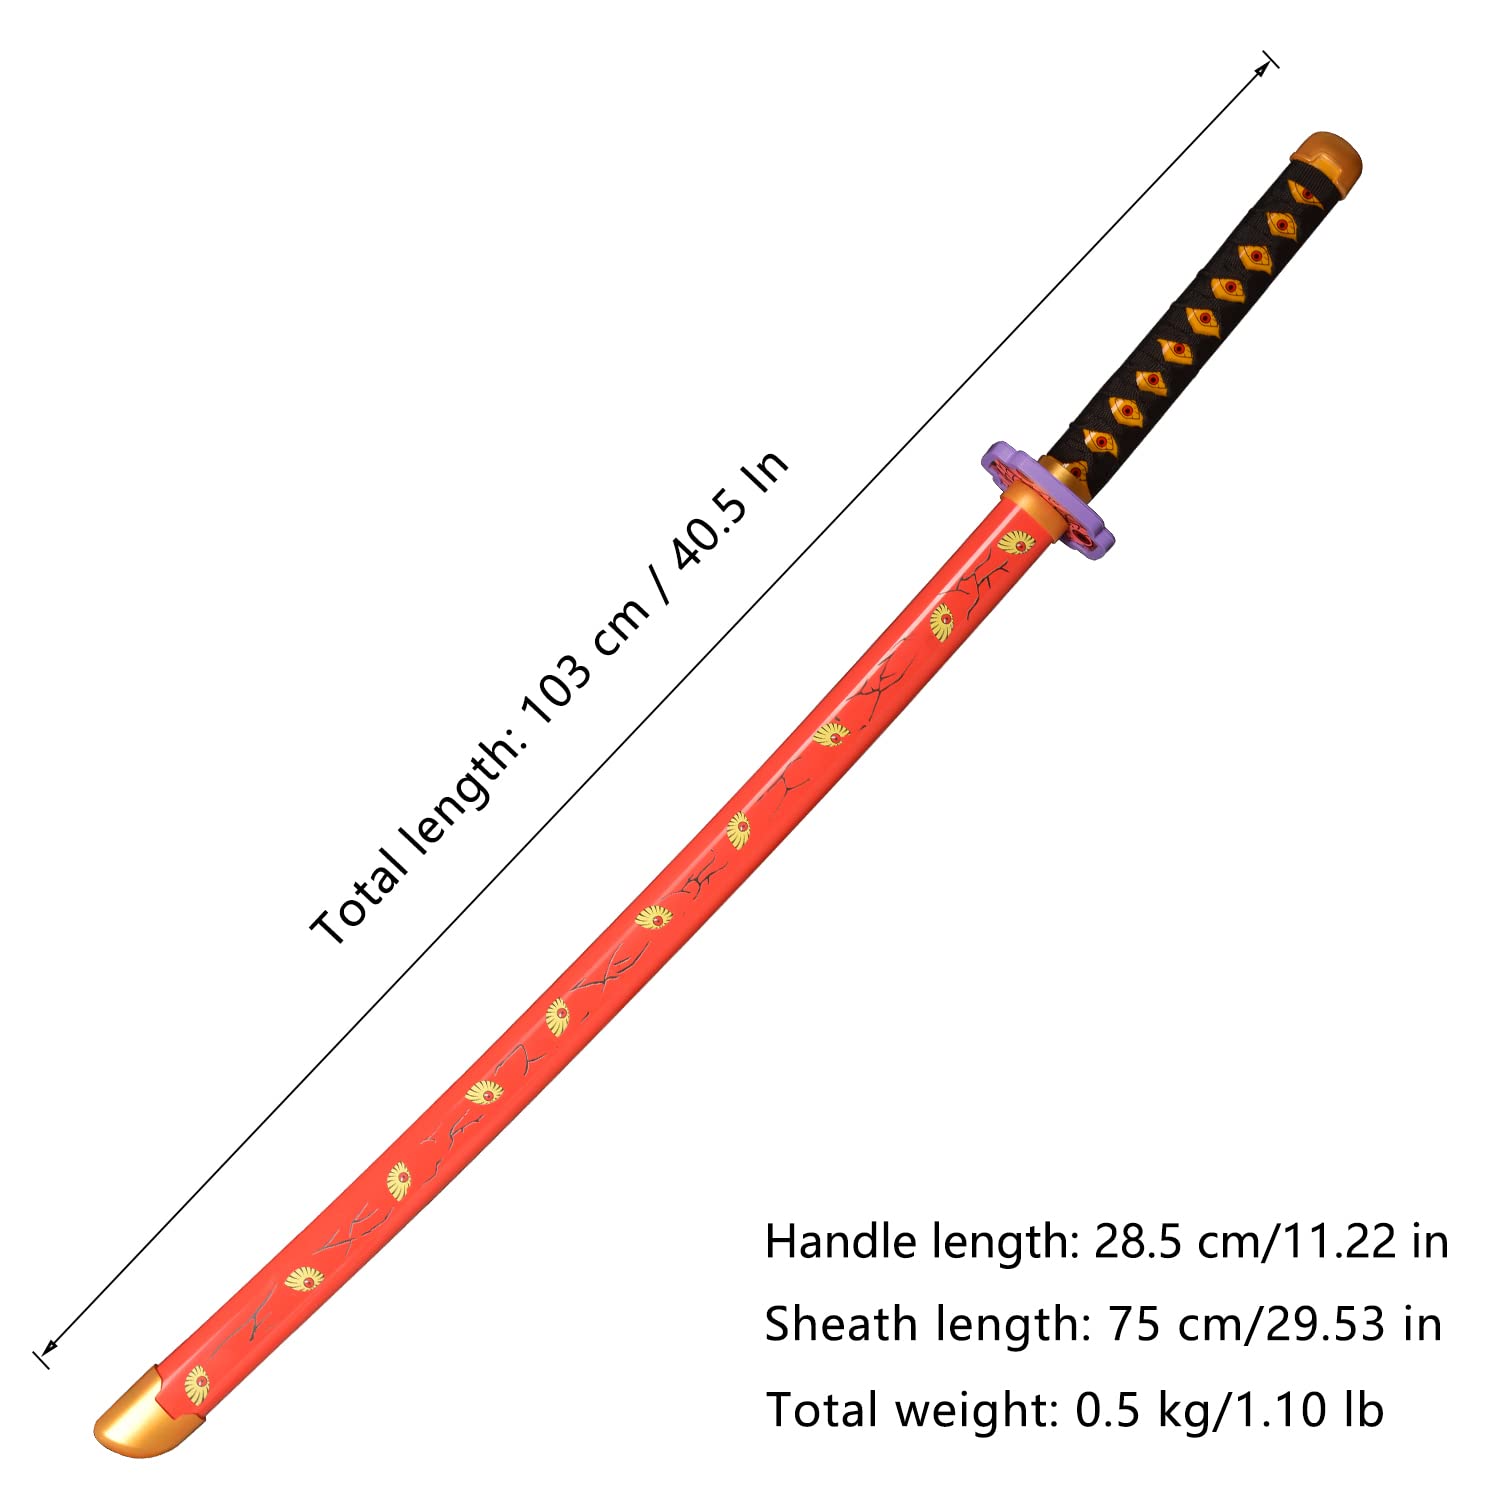 Total length: 103 cm / 40.5 In
Handle length: 28.5 cm/11.22 in
Sheath length: 75 cm/29.53 in
Total weight: 0.5 kg/1.10 lb